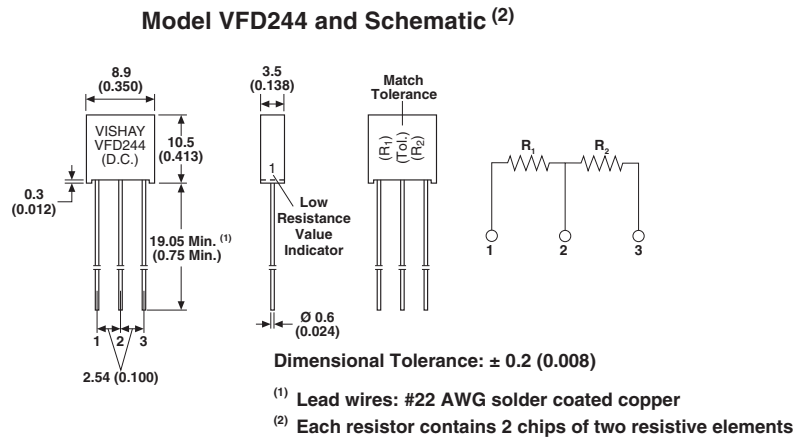 Model VFD244 and Schematic (2)
8.9
(0.350)
VISHAY
VFD244
(D.C.)
10.5
(0.413)
0.3
(0.012)
19.05 Min. (1)
(0.75 Min.)
1 2 3
2.54 (0.100)
3.5
(0.138)
1
Low
Resistance
Value
Indicator
Ø 0.6
(0.024)
Match
Tolerance
(R1)
(Tol.)
(R2)
R1 R2
1 2 3
Dimensional Tolerance: ± 0.2 (0.008)
(1) Lead wires: #22 AWG solder coated copper
(2) Each resistor contains 2 chips of two resistive elements